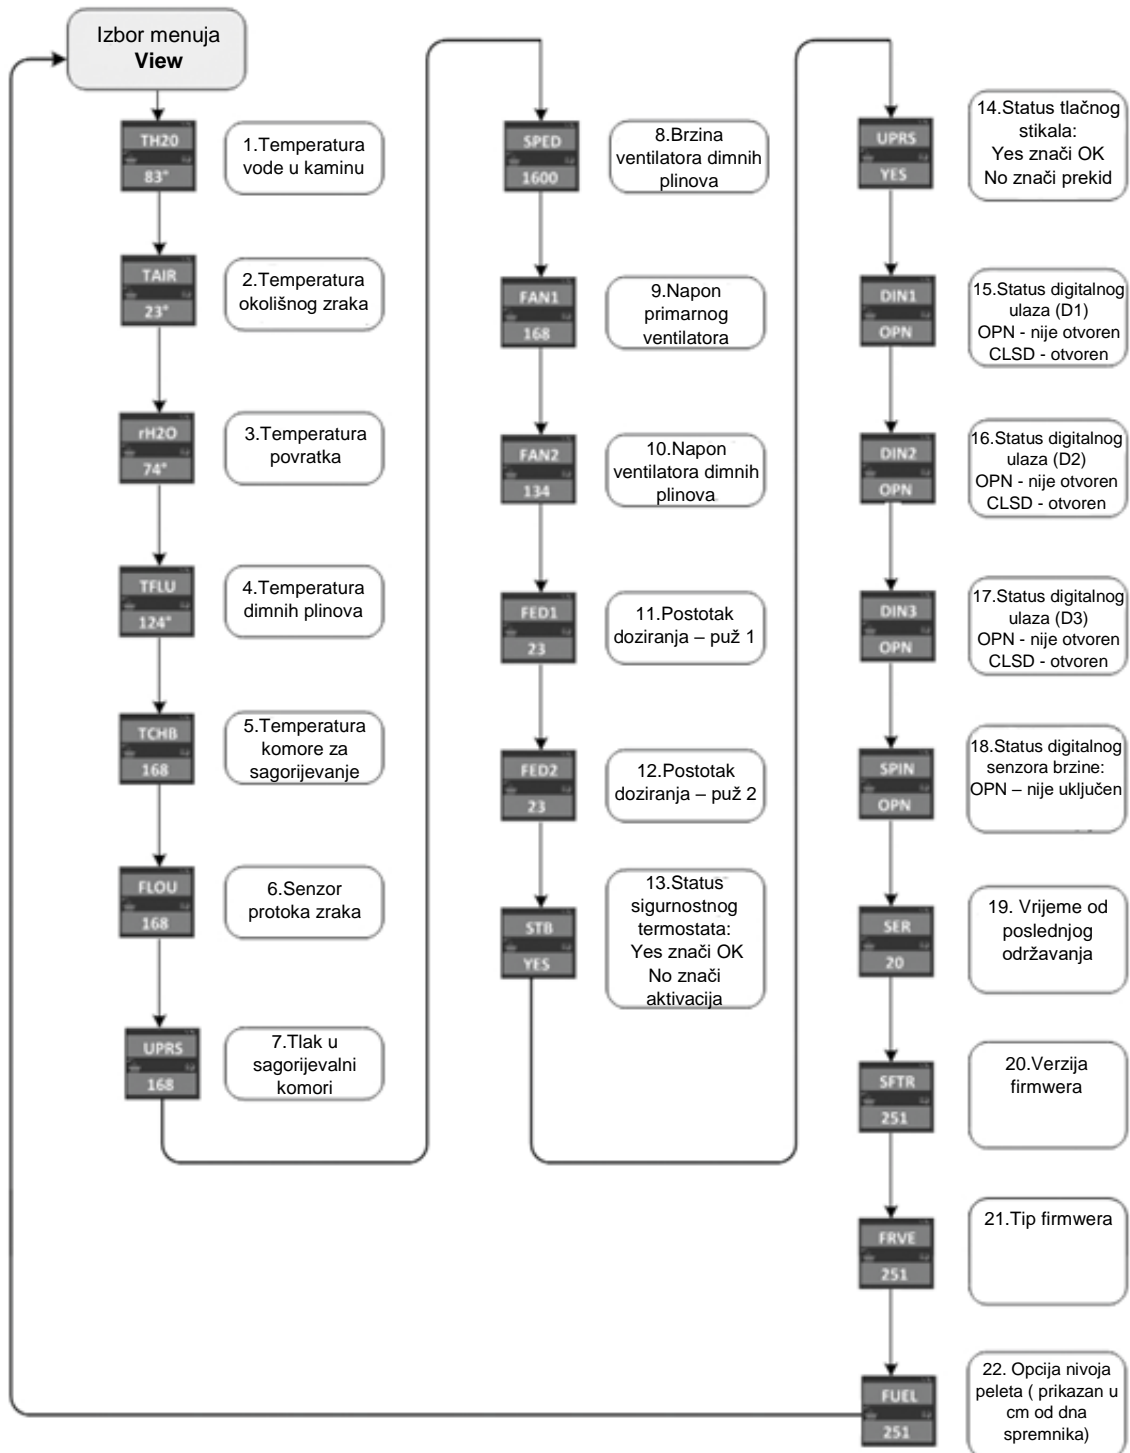 Izbor menuja
View
TH20
83°
1.Temperatura
vode u kaminu
TAIR
23°
2.Temperatura
okolišnog zraka
rH2O
74°
3.Temperatura
povratka
TFLU
124°
4.Temperatura
dimnih plinova
TCHB
168
5.Temperatura
komore za
sagorijevanje
FLOU
168
6.Senzor
protoka zraka
UPRS
168
7.Tlak u
sagorijevalni
komori
SPED
1600
8.Brzina
ventilatora dimnih
plinova
FAN1
168
9.Napon
primarnog
ventilatora
FAN2
134
10.Napon
ventilatora dimnih
plinova
FED1
23
11.Postotak
doziranja – puž 1
FED2
23
12.Postotak
doziranja – puž 2
STB
YES
13.Status
sigurnostnog
termostata:
Yes znači OK
No znači
aktivacija
UPRS
YES
14.Status tlačnog
stikala:
Yes znači OK
No znači prekid
DIN1
OPN
15.Status digitalnog
ulaza (D1)
OPN - nije otvoren
CLSD - otvoren
DIN2
OPN
16.Status digitalnog
ulaza (D2)
OPN - nije otvoren
CLSD - otvoren
DIN3
OPN
17.Status digitalnog
ulaza (D3)
OPN - nije otvoren
CLSD - otvoren
SPIN
OPN
18.Status digitalnog
senzora brzine:
OPN – nije uključen
SER
20
19. Vrijeme od
poslednjog
održavanja
SFTR
251
20.Verzija
firmwera
FRVE
251
21.Tip firmwera
FUEL
251
22. Opcija nivoja
peleta ( prikazan u
cm od dna
spremnika)